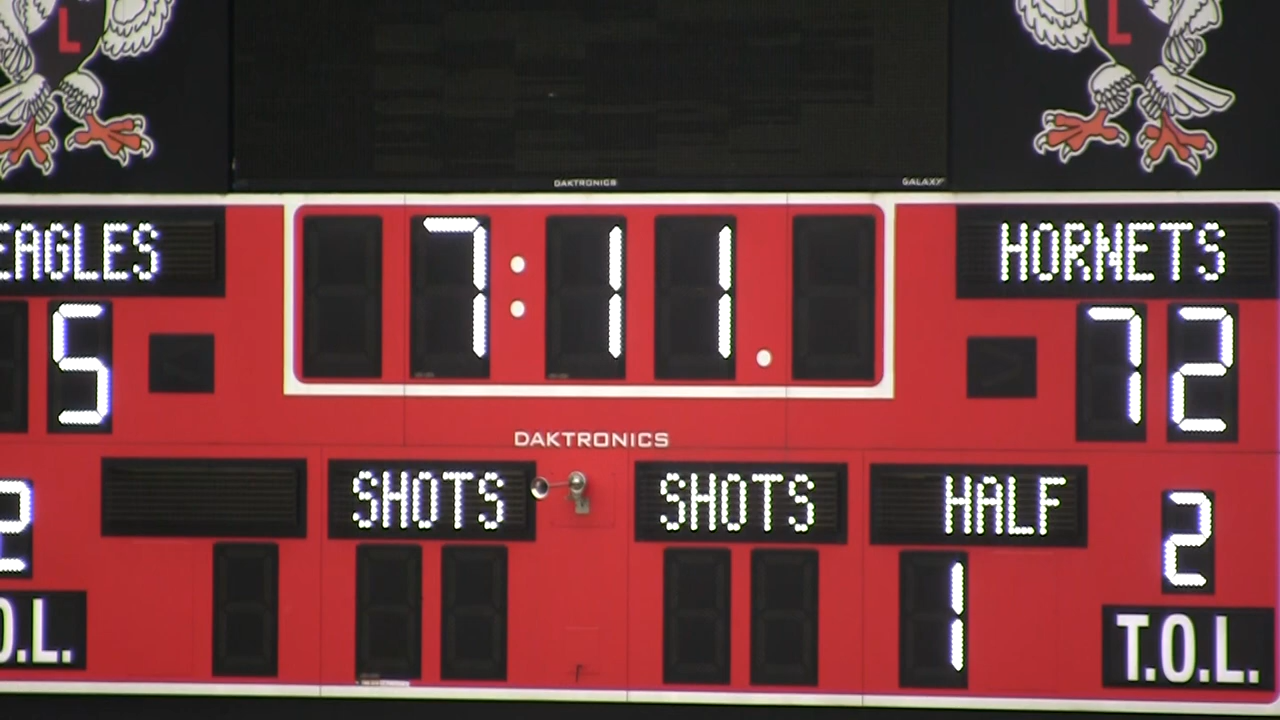 L L
DAKTRONICS GALAXY
EAGLES 7:11. HORNETS
5 72
DAKTRONICS
2 SHOTS SHOTS HALF 2
1
O.L. T.O.L.